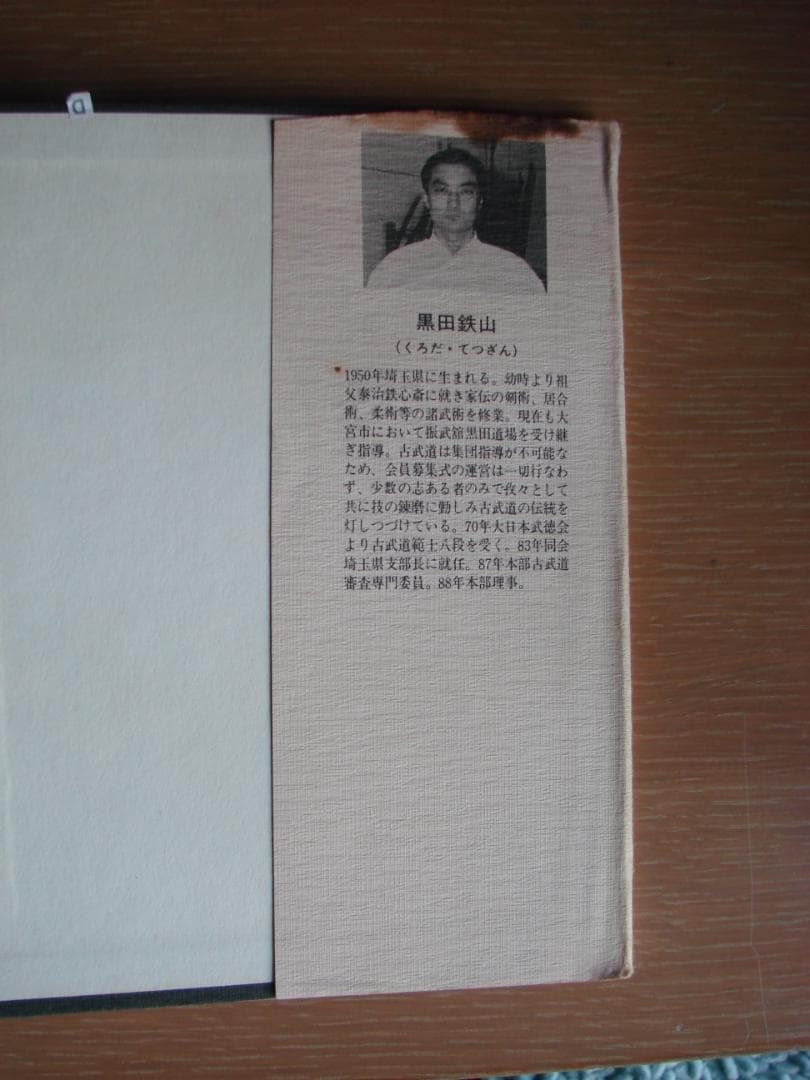 黒田鉄山
(くろだ・てつざん)
1950年埼玉県に生まれる。幼時より祖
父泰治鉄心斎に就き家伝の剣術、居合
術、柔術等の諸武術を修業。現在も大
宮市において振武舘黒田道場を受け継
ぎ指導。古武道は集団指導が不可能な
ため、会員募集式の運営は一切行なわ
ず、少数の志ある者のみで孜々として
共に技の錬磨に勤しみ古武道の伝統を
灯しつづけている。70年大日本武徳会
より古武道範士八段を受く。83年同会
埼玉県支部長に就任。87年本部古武道
審査専門委員。88年本部理事。